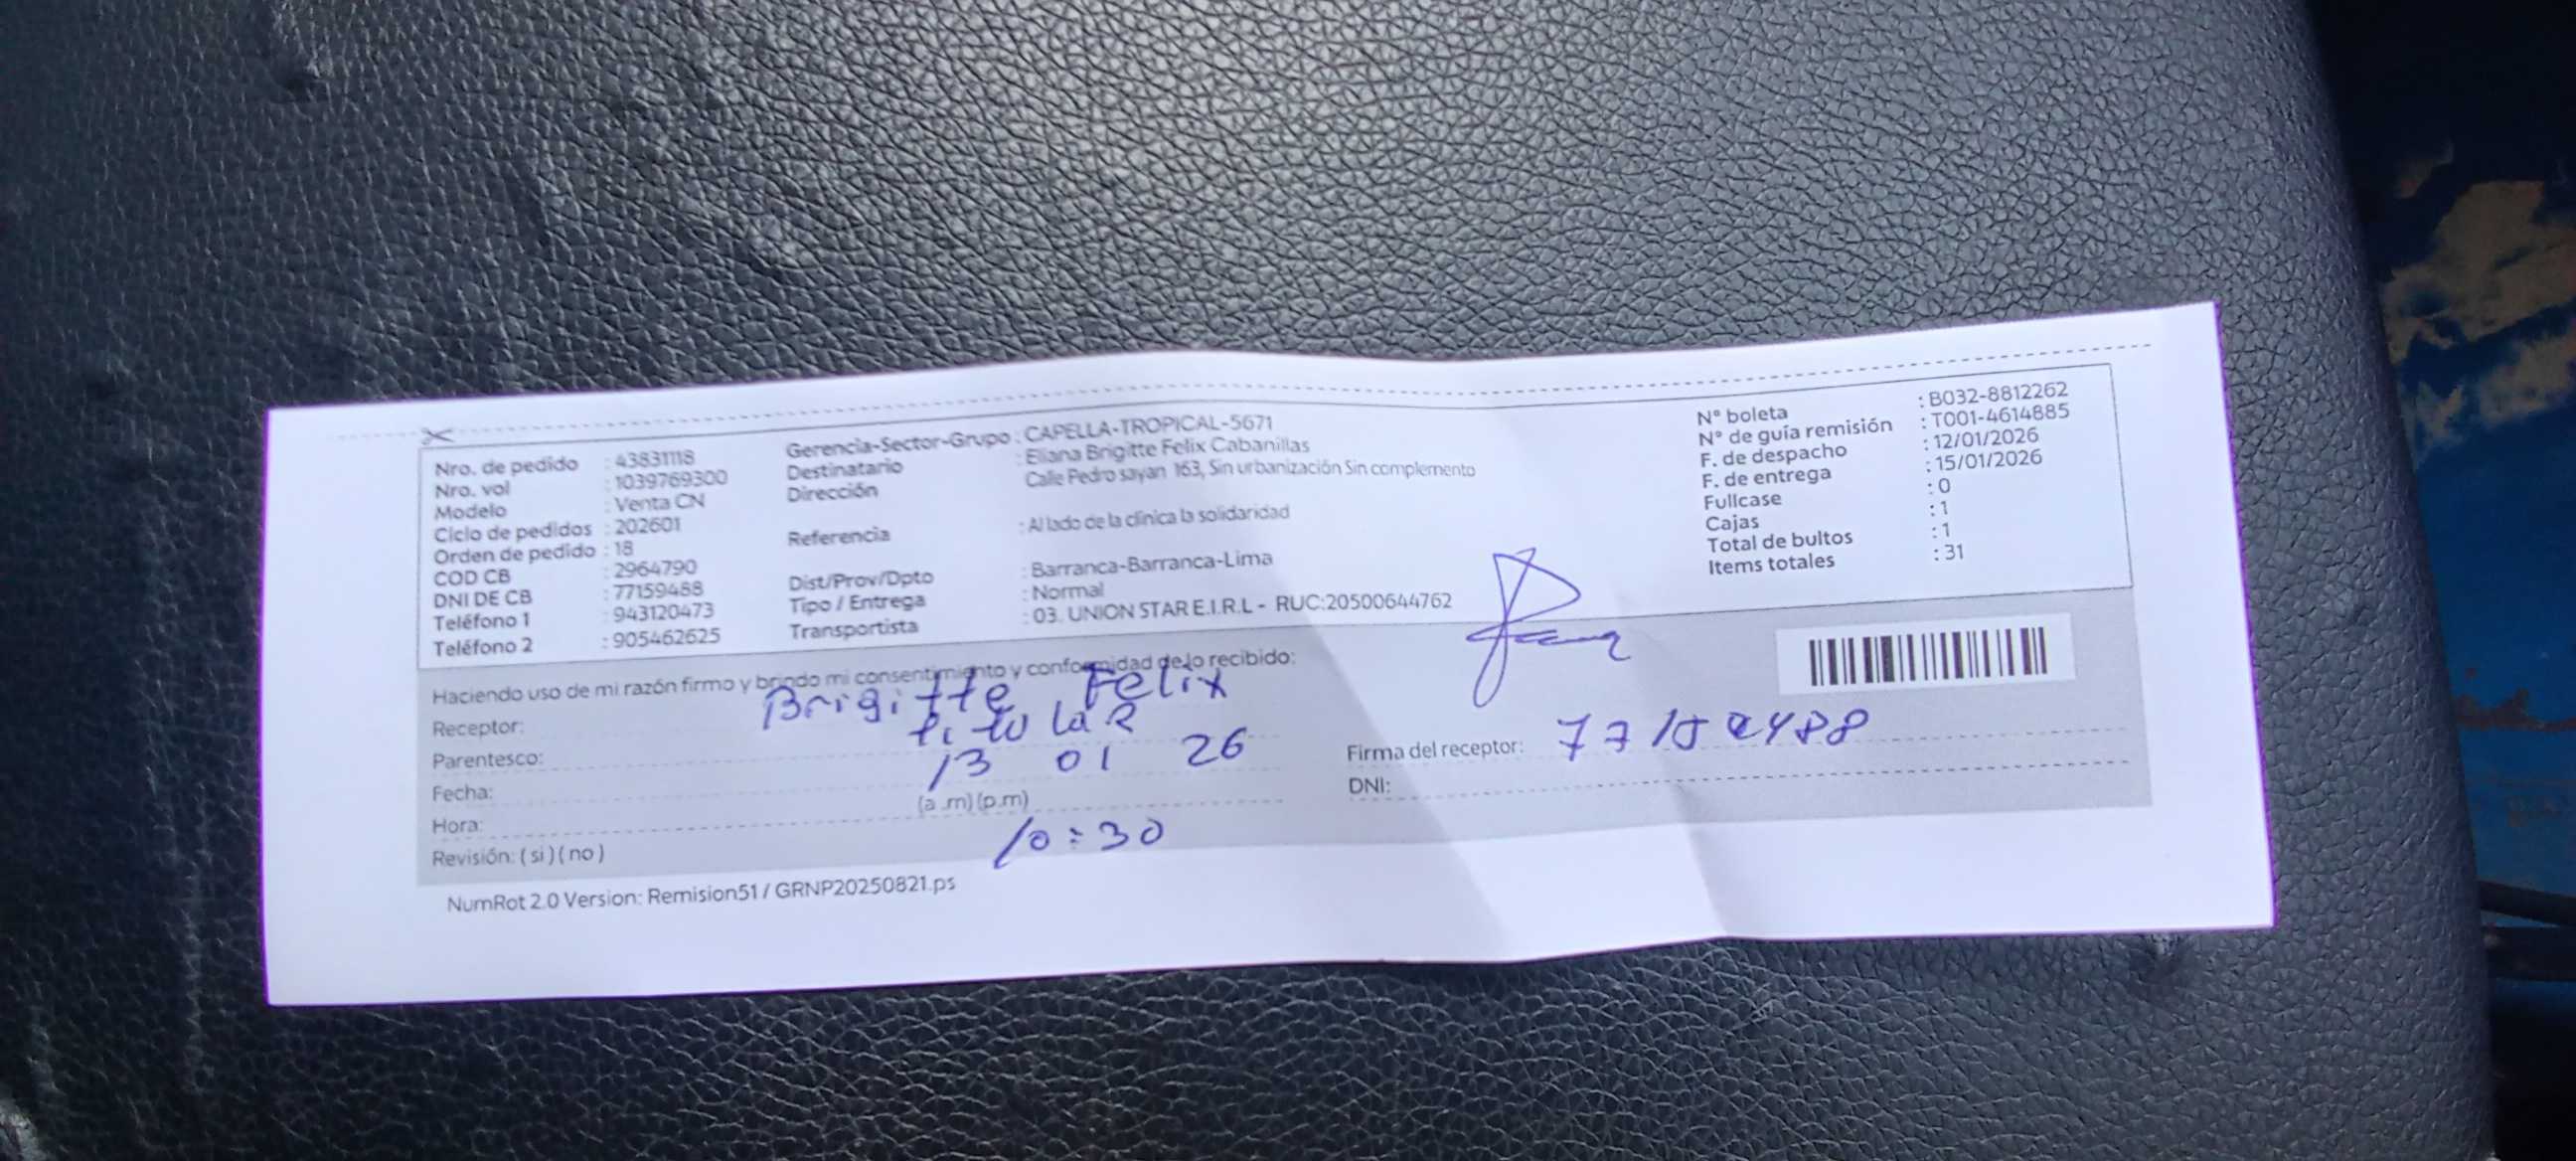 Nro. de pedido : 43831118
Nro. vol : 1039769300
Modelo : Venta CN
Ciclo de pedidos : 202601
Orden de pedido : 18
COD CB : 2964790
DNI DE CB : 77159488
Teléfono 1 : 943120473
Teléfono 2 : 905462625
Gerencia-Sector-Grupo : CAPELLA-TROPICAL-5671
Destinatario : Eliana Brigitte Felix Cabanillas
Dirección Calle Pedro sayan 163, Sin urbanización Sin complemento
Referencia : Al lado de la clínica la solidaridad
Dist/Prov/Dpto : Barranca-Barranca-Lima
Tipo / Entrega : Normal
Transportista : 03. UNION STAR E.I.R.L - RUC:20500644762
N° boleta : B032-8812262
N° de guía remisión : T001-4614885
F. de despacho : 12/01/2026
F. de entrega : 15/01/2026
Fullcase : 0
Cajas : 1
Total de bultos : 1
Items totales : 31
Haciendo uso de mi razón firmo y brindo mi consentimiento y conformidad de lo recibido:
Receptor: Brigitte Felix
Parentesco: titular
Fecha: 13 01 26
Hora: (a .m) (p.m)
10:30
Revisión: ( si ) ( no )
Firma del receptor: 77159488
DNI:
NumRot 2.0 Version: Remision51 / GRNP20250821.ps